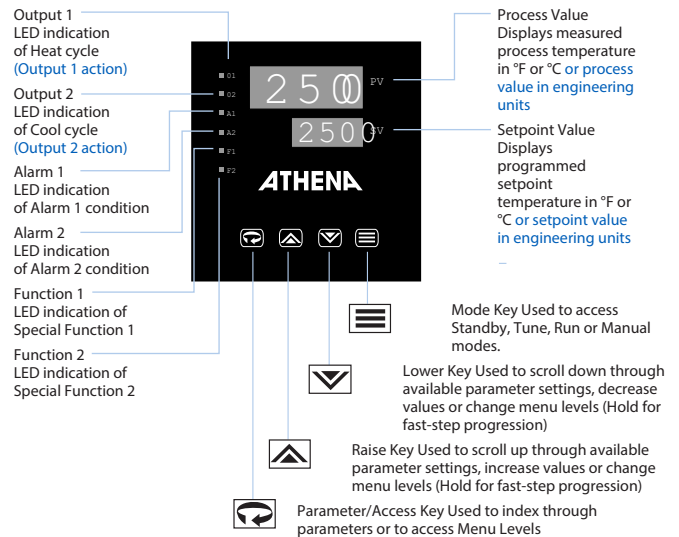 Output 1
LED indication
of Heat cycle
(Output 1 action)
Output 2
LED indication
of Cool cycle
(Output 2 action)
Alarm 1
LED indication
of Alarm 1 condition
Alarm 2
LED indication
of Alarm 2 condition
Function 1
LED indication of
Special Function 1
Function 2
LED indication of
Special Function 2
O1
O2
A1
A2
F1
F2
2500
PV
2500
SV
ATHENA
Process Value
Displays measured
process temperature
in °F or °C or process
value in engineering
units
Setpoint Value
Displays
programmed
setpoint
temperature in °F or
°C or setpoint value
in engineering units
–
Mode Key Used to access
Standby, Tune, Run or Manual
modes.
Lower Key Used to scroll down through
available parameter settings, decrease
values or change menu levels (Hold for
fast-step progression)
Raise Key Used to scroll up through available
parameter settings, increase values or change
menu levels (Hold for fast-step progression)
Parameter/Access Key Used to index through
parameters or to access Menu Levels